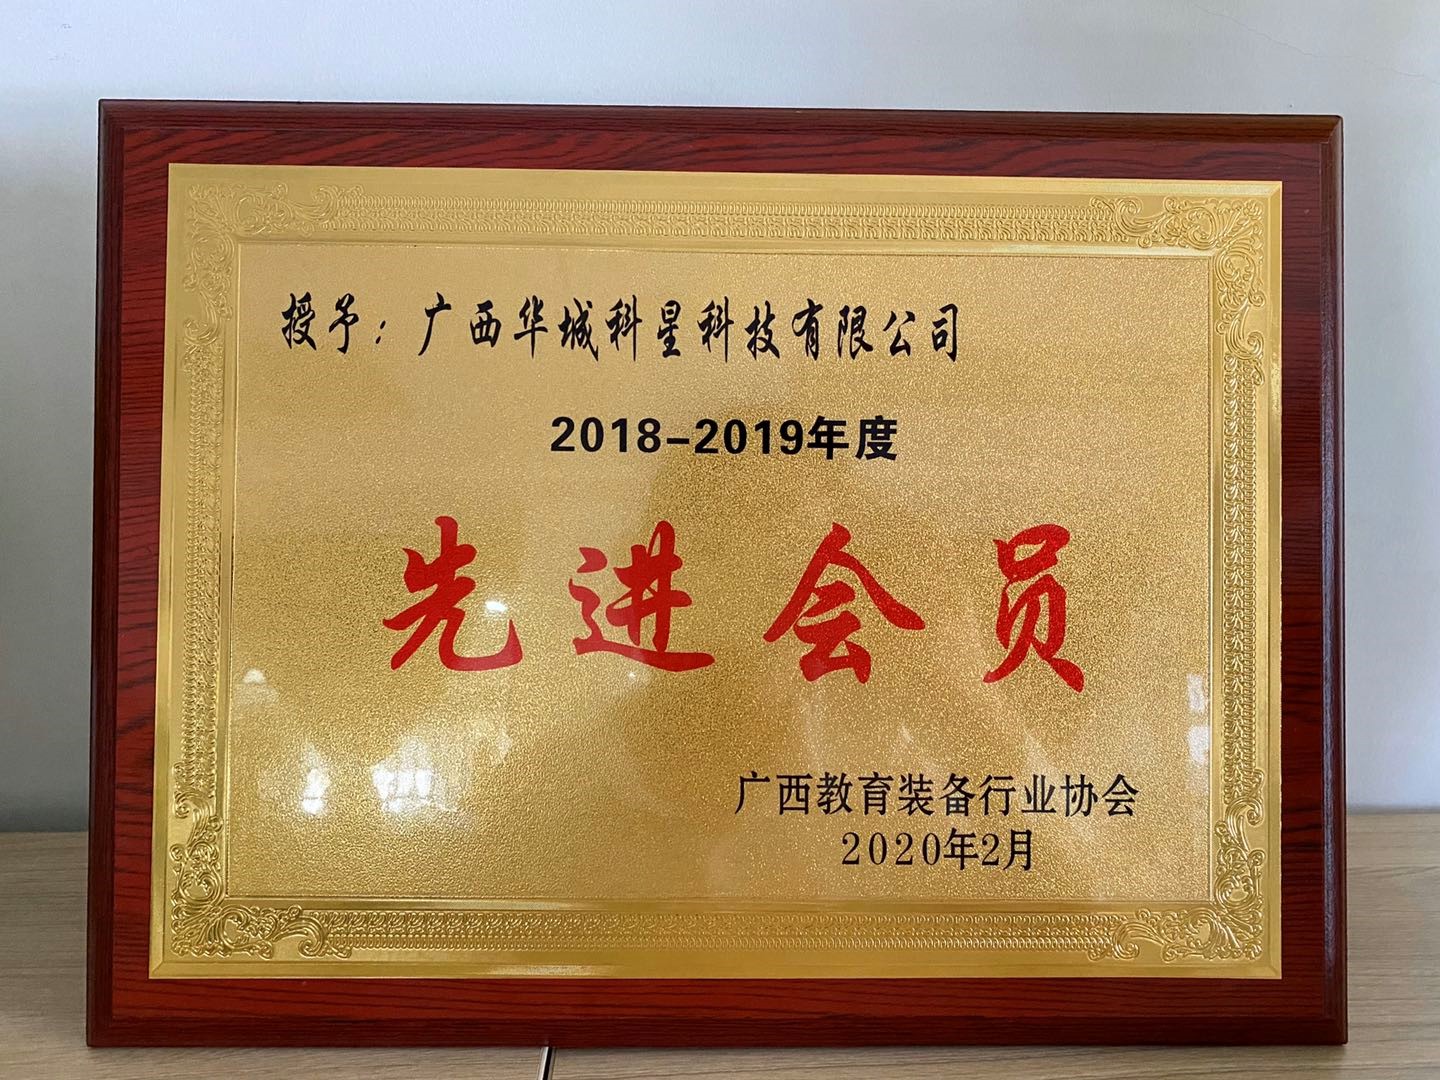 授予：广西华城科星科技有限公司
2018-2019年度
先进会员
广西教育装备行业协会
2020年2月